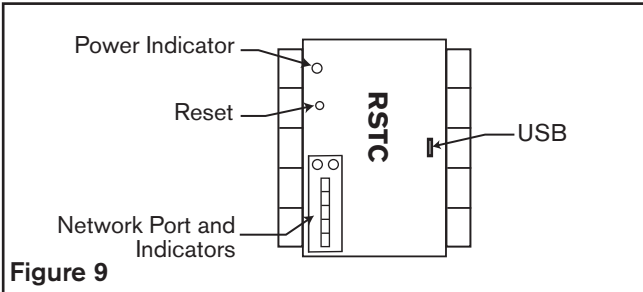 Power Indicator
Reset
RSTC
USB
Network Port and
Indicators
Figure 9